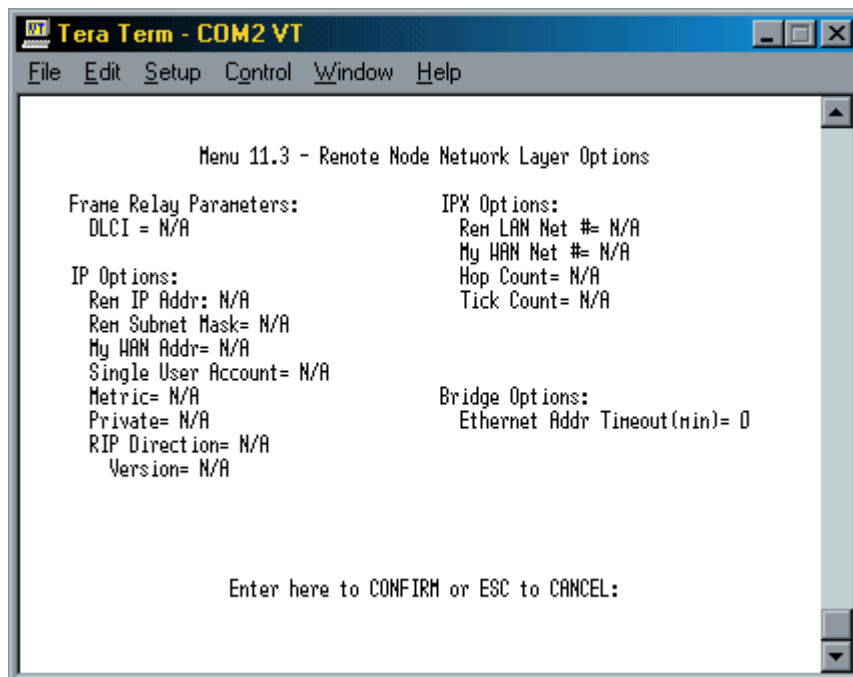 Tera Term - COM2 VT
File Edit Setup Control Window Help
Menu 11.3 - Remote Node Network Layer Options
Frame Relay Parameters:
DLCI = N/A
IP Options:
Rem IP Addr: N/A
Rem Subnet Mask= N/A
My WAN Addr= N/A
Single User Account= N/A
Metric= N/A
Private= N/A
RIP Direction= N/A
Version= N/A
IPX Options:
Rem LAN Net #= N/A
My WAN Net #= N/A
Hop Count= N/A
Tick Count= N/A
Bridge Options:
Ethernet Addr Timeout(min)= 0
Enter here to CONFIRM or ESC to CANCEL: